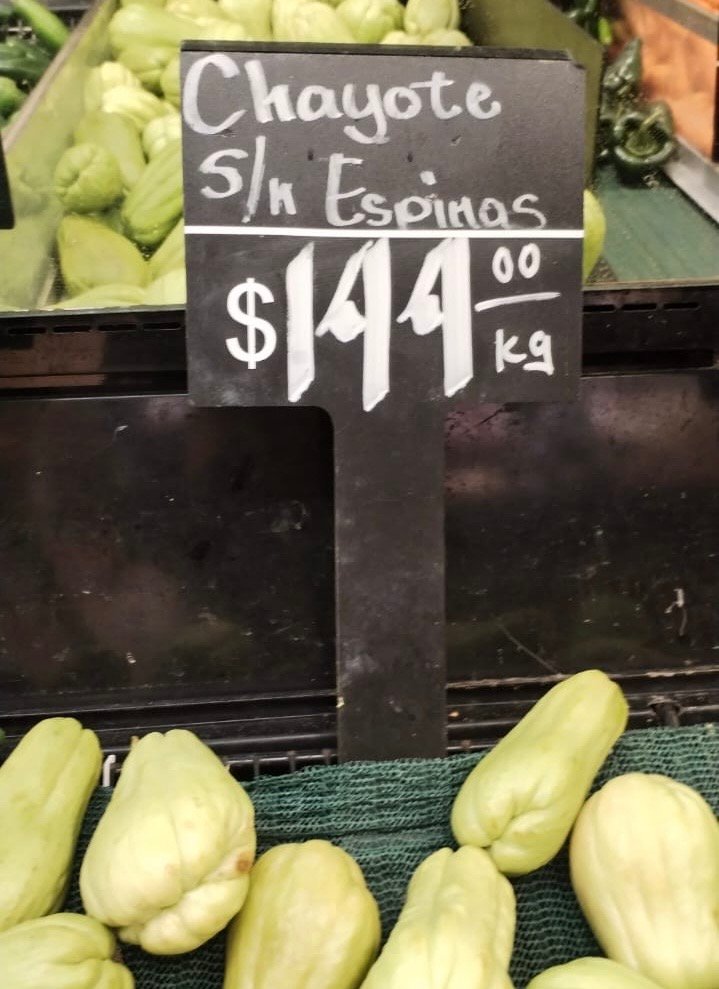 Chayote
S/n Espinas
$144 00
kg